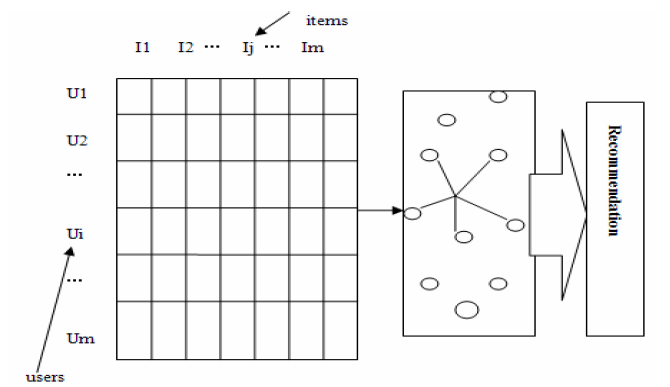 items
I1 I2 ... Ij ... Im
U1
U2
...
Ui
...
Um
users
Recommendation